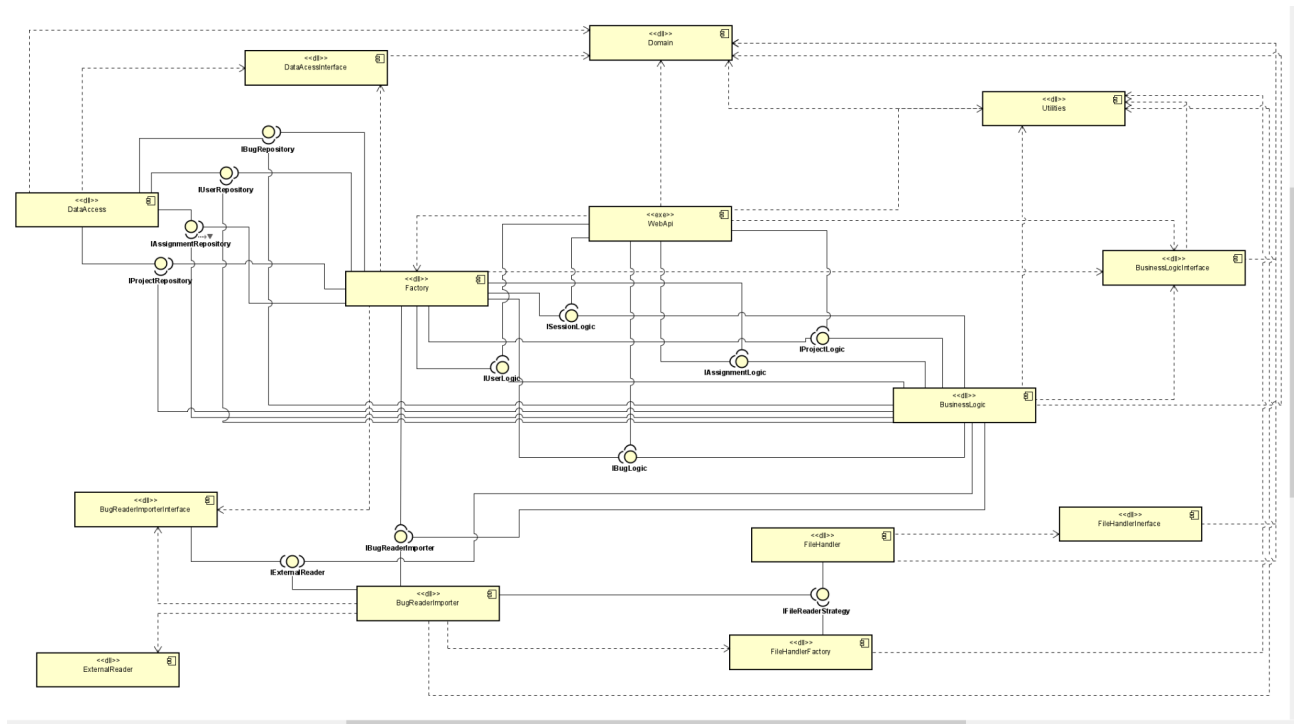 <<dll>>
Domain
<<dll>>
DataAcessInterface
<<dll>>
Utilities
IBugRepository
IUserRepository
<<dll>>
DataAccess
<<exe>>
WebApi
IAssignmentRepository
<<dll>>
BusinessLogicInterface
IProjectRepository
<<dll>>
Factory
ISessionLogic
IProjectLogic
IAssignmentLogic
IUserLogic
<<dll>>
BusinessLogic
IBugLogic
<<dll>>
BugReaderImporterInterface
<<dll>>
FileHandlerInerface
<<dll>>
FileHandler
IBugReaderImporter
IExternalReader
<<dll>>
BugReaderImporter
IFileReaderStrategy
<<dll>>
FileHandlerFactory
<<dll>>
ExternalReader